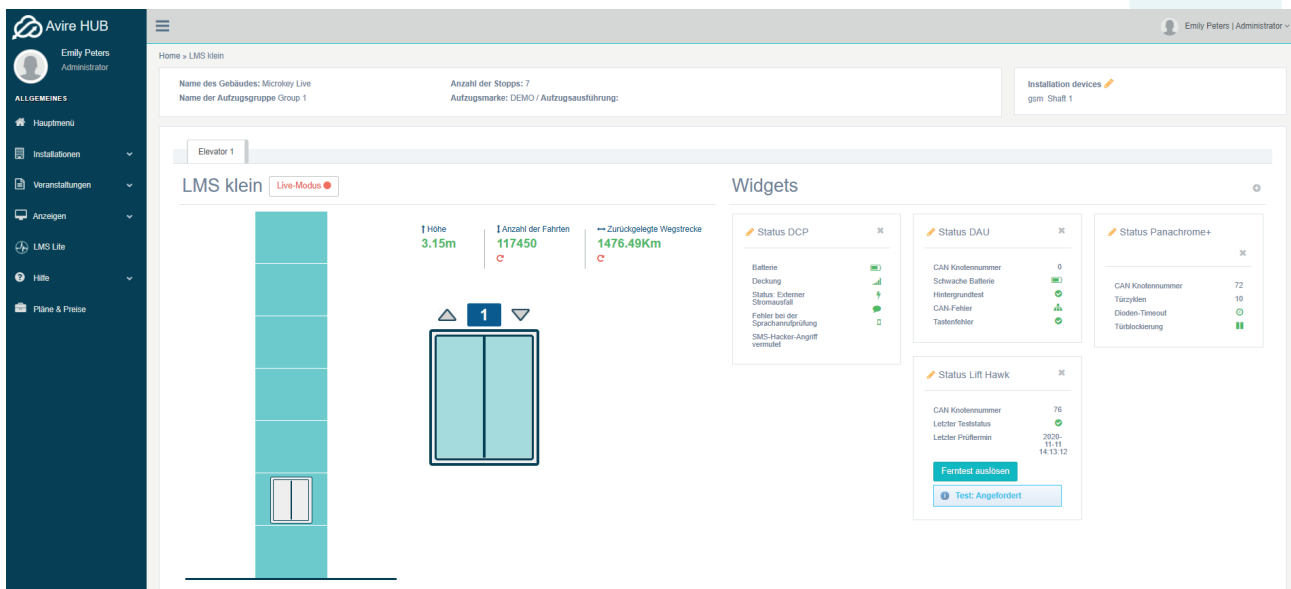 Avire HUB
Emily Peters
Administrator
ALLGEMEINES
Hauptmenü
Installationen
Veranstaltungen
Anzeigen
LMS Lite
Hilfe
Pläne & Preise
Emily Peters | Administrator
Home » LMS klein
Name des Gebäudes: Microkey Live
Name der Aufzugsgruppe Group 1
Anzahl der Stopps: 7
Aufzugsmarke: DEMO / Aufzugsausführung:
Installation devices
gsm Shaft 1
Elevator 1
LMS klein
Live-Modus
Höhe
3.15m
Anzahl der Fahrten
117450
Zurückgelegte Wegstrecke
1476.49Km
1
Widgets
Status DCP
Batterie
Deckung
Status: Externer
Stromausfall
Fehler bei der
Sprachanrufprüfung
SMS-Hacker-Angriff
vermutet
Status DAU
CAN Knotennummer 0
Schwache Batterie
Hintergrundtest
CAN-Fehler
Tastenfehler
Status Panachrome+
CAN Knotennummer 72
Türzyklen 10
Dioden-Timeout
Türblockierung
Status Lift Hawk
CAN Knotennummer 76
Letzter Teststatus
Letzter Prüftermin 2020-
11-11
14:13:12
Ferntest auslösen
Test: Angefordert